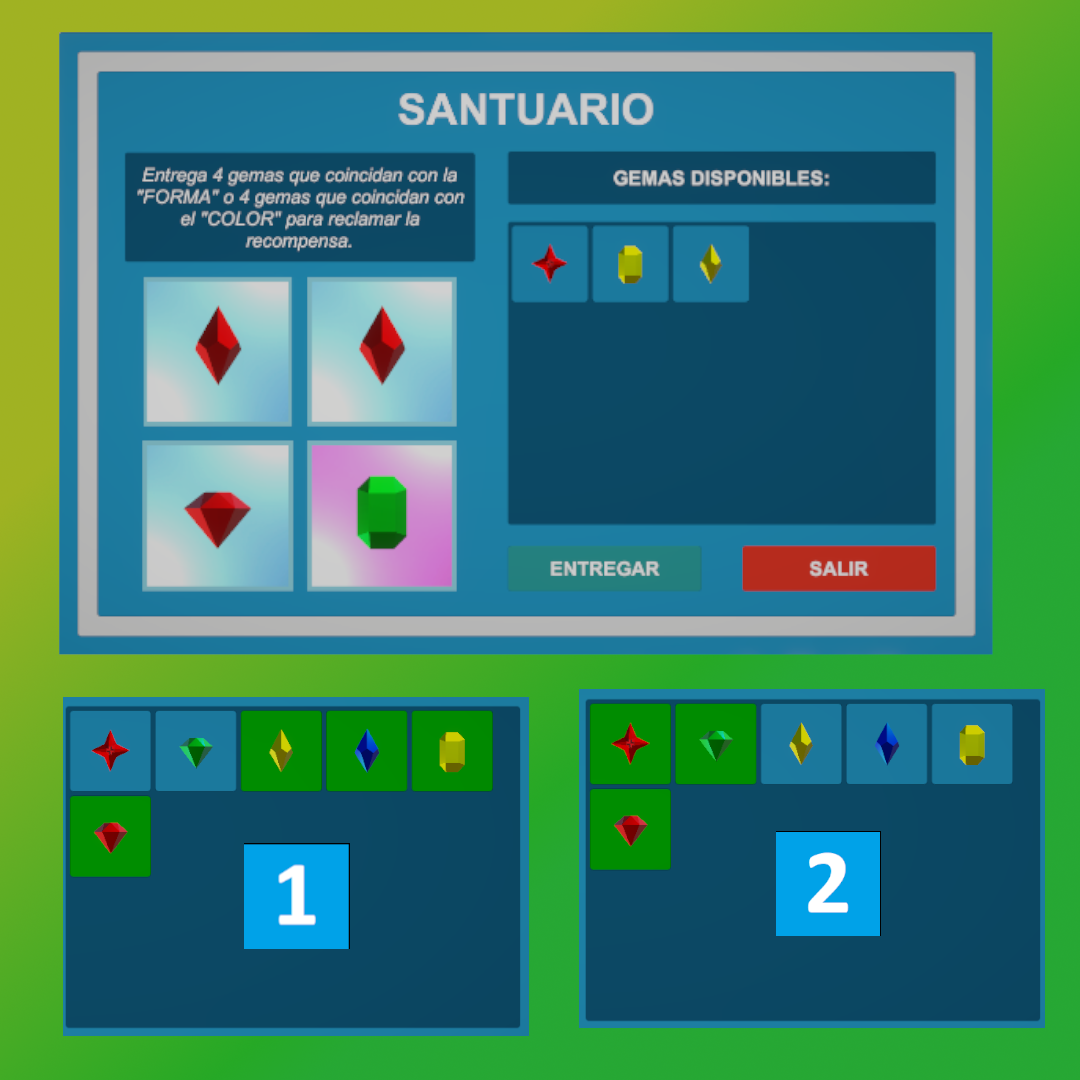 SANTUARIO
Entrega 4 gemas que coincidan con la
"FORMA" o 4 gemas que coincidan con
el "COLOR" para reclamar la
recompensa.
GEMAS DISPONIBLES:
ENTREGAR
SALIR
1
2